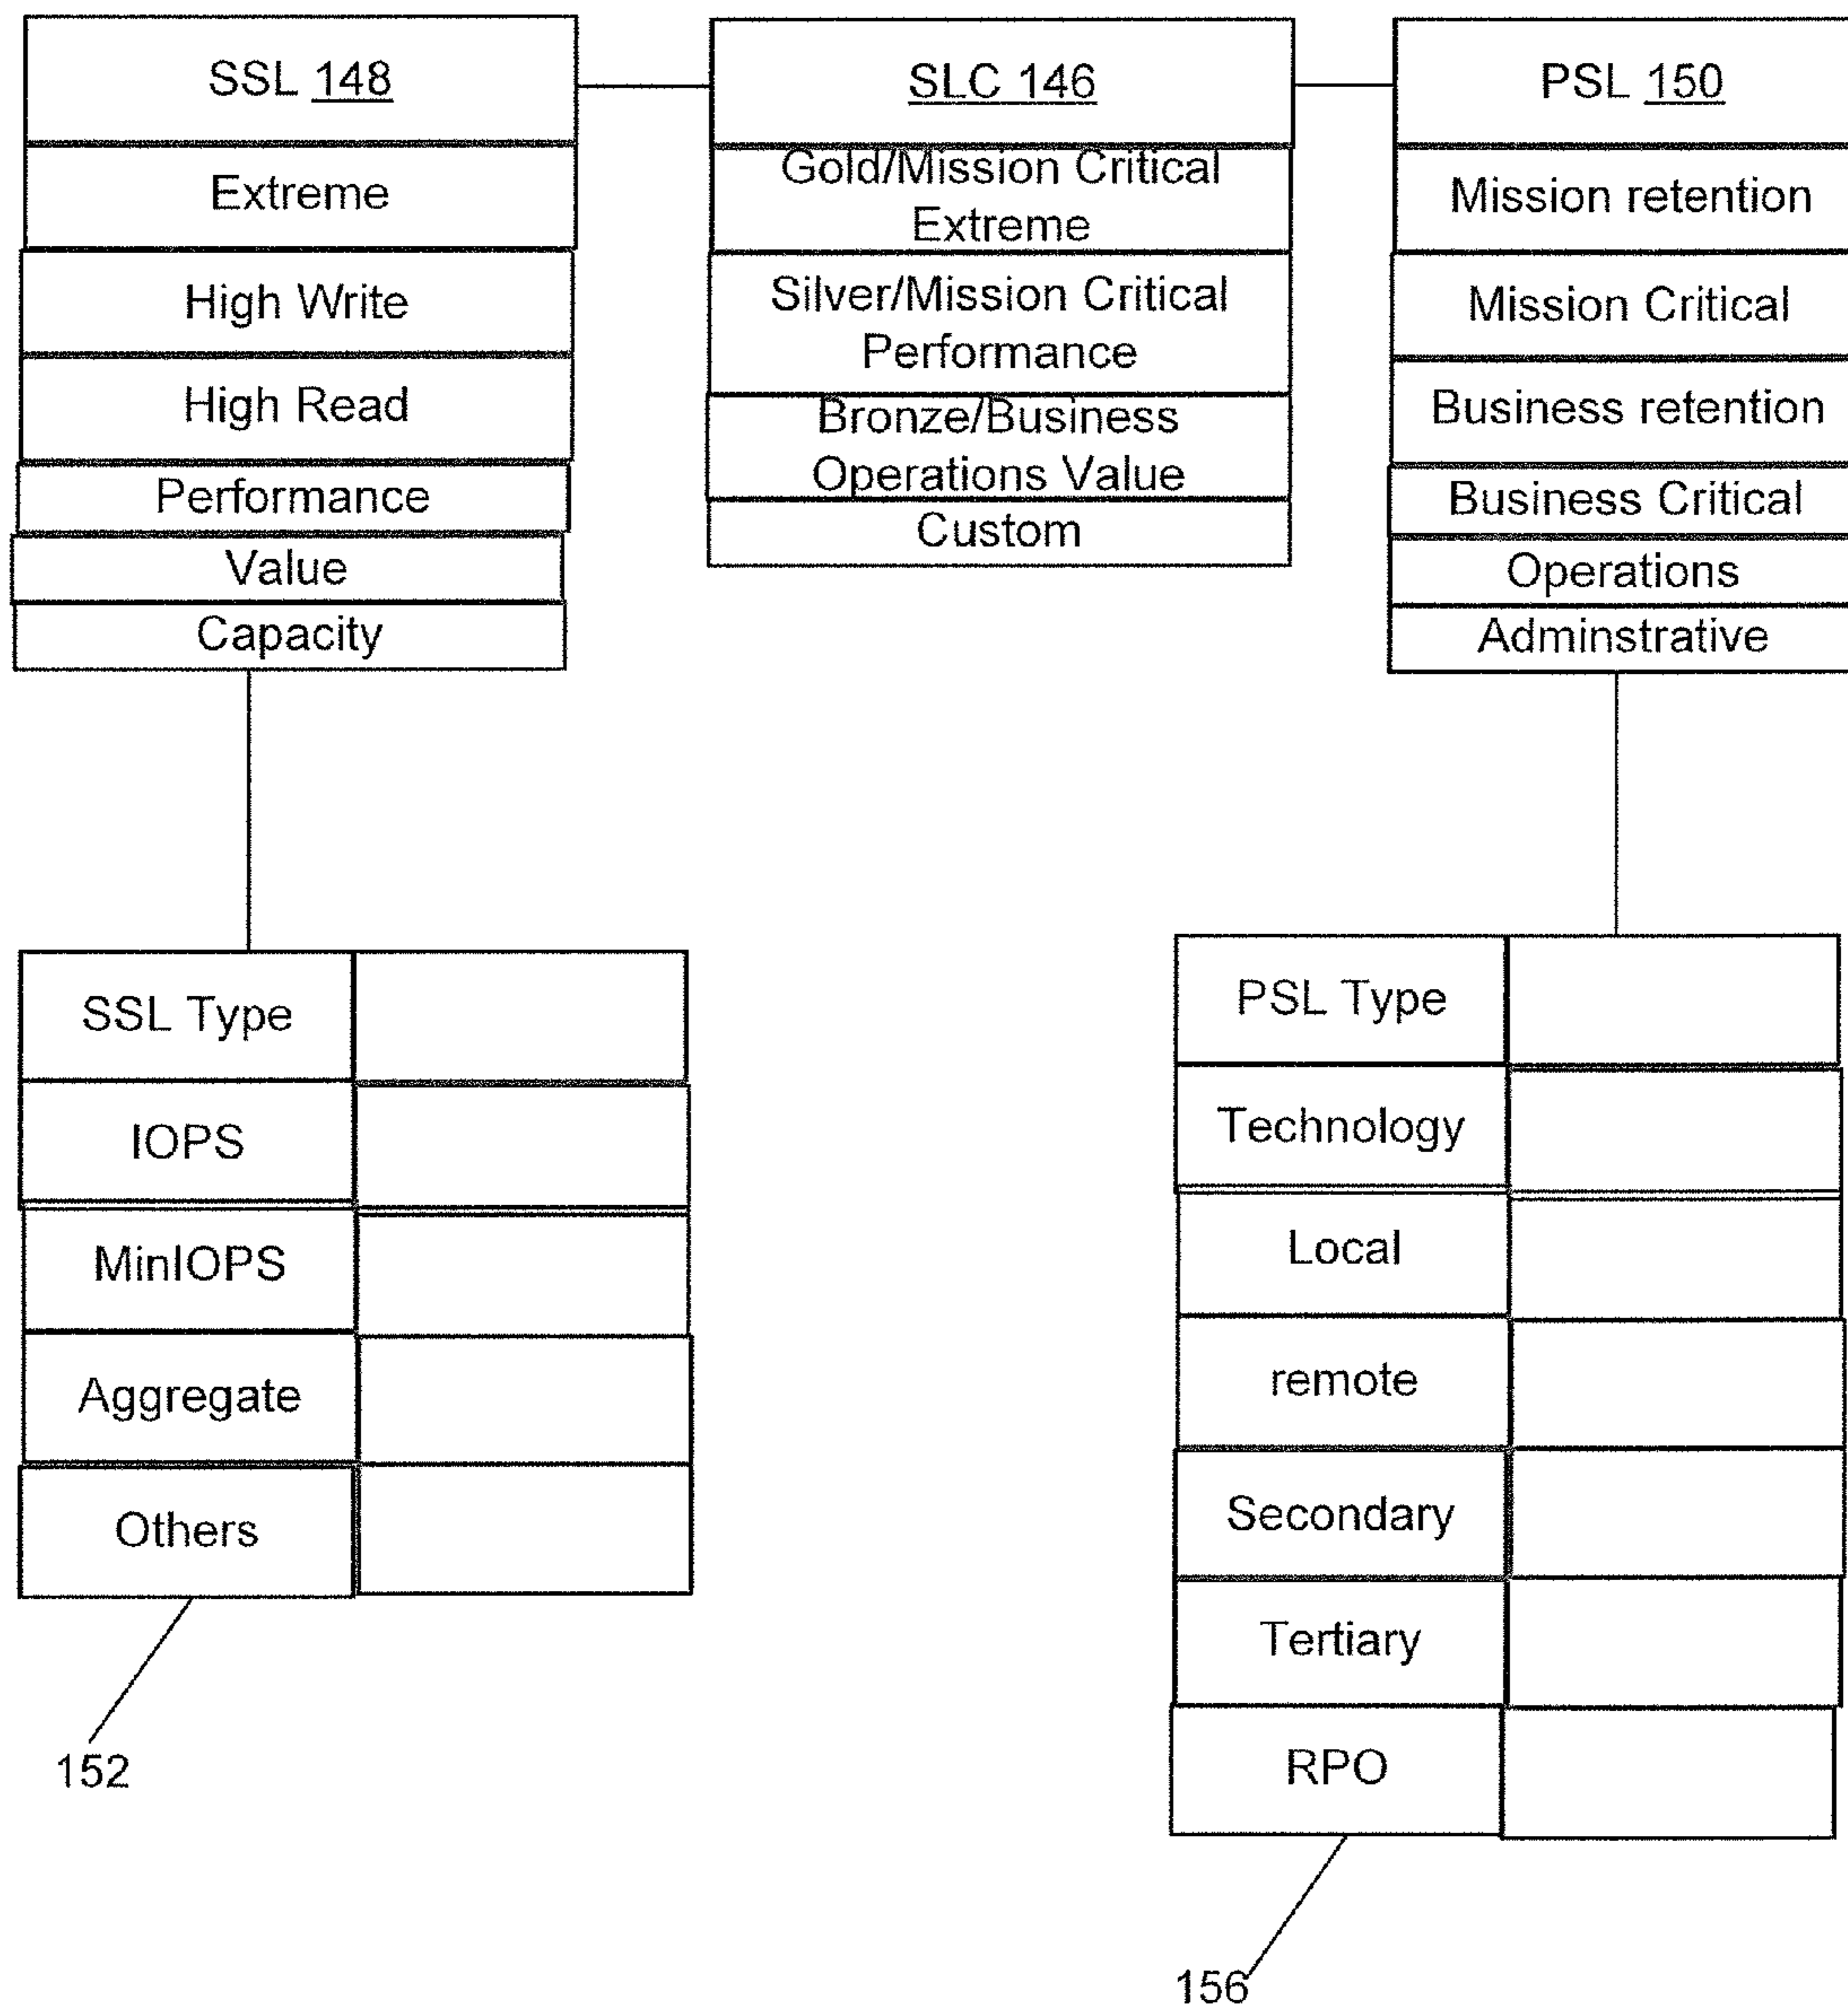 SSL 148
Extreme
High Write
High Read
Performance
Value
Capacity
SLC 146
Gold/Mission Critical
Extreme
Silver/Mission Critical
Performance
Bronze/Business
Operations Value
Custom
PSL 150
Mission retention
Mission Critical
Business retention
Business Critical
Operations
Adminstrative
SSL Type
IOPS
MinIOPS
Aggregate
Others
152
PSL Type
Technology
Local
remote
Secondary
Tertiary
RPO
156